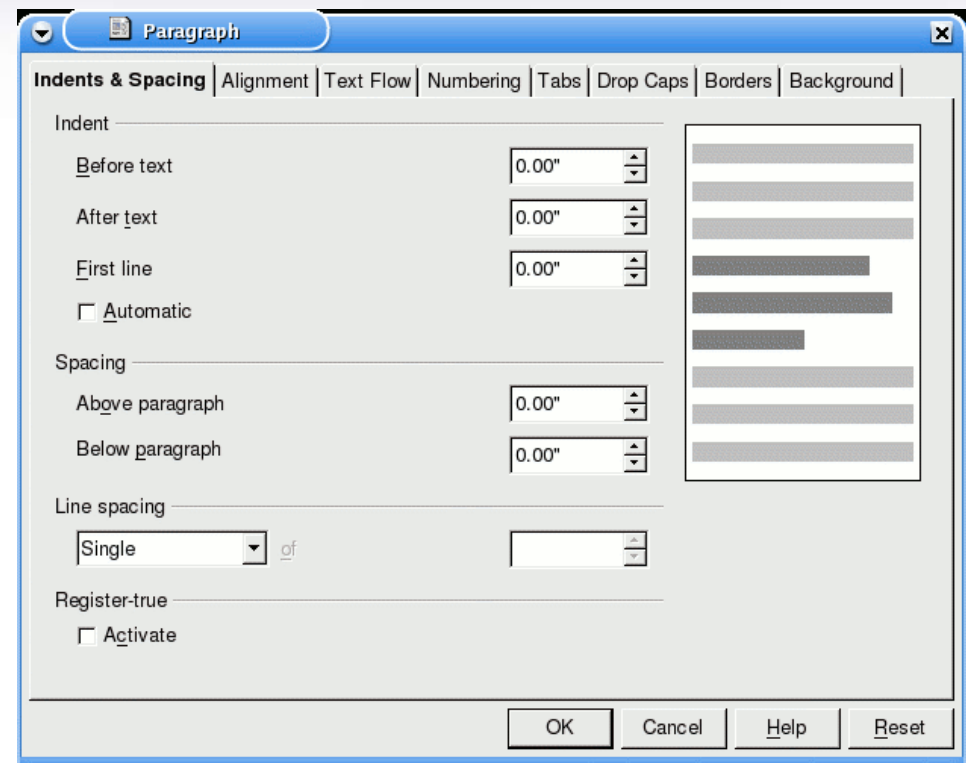 Paragraph
Indents & Spacing Alignment Text Flow Numbering Tabs Drop Caps Borders Background
Indent
Before text 0.00"
After text 0.00"
First line 0.00"
Automatic
Spacing
Above paragraph 0.00"
Below paragraph 0.00"
Line spacing
Single of
Register-true
Activate
OK Cancel Help Reset